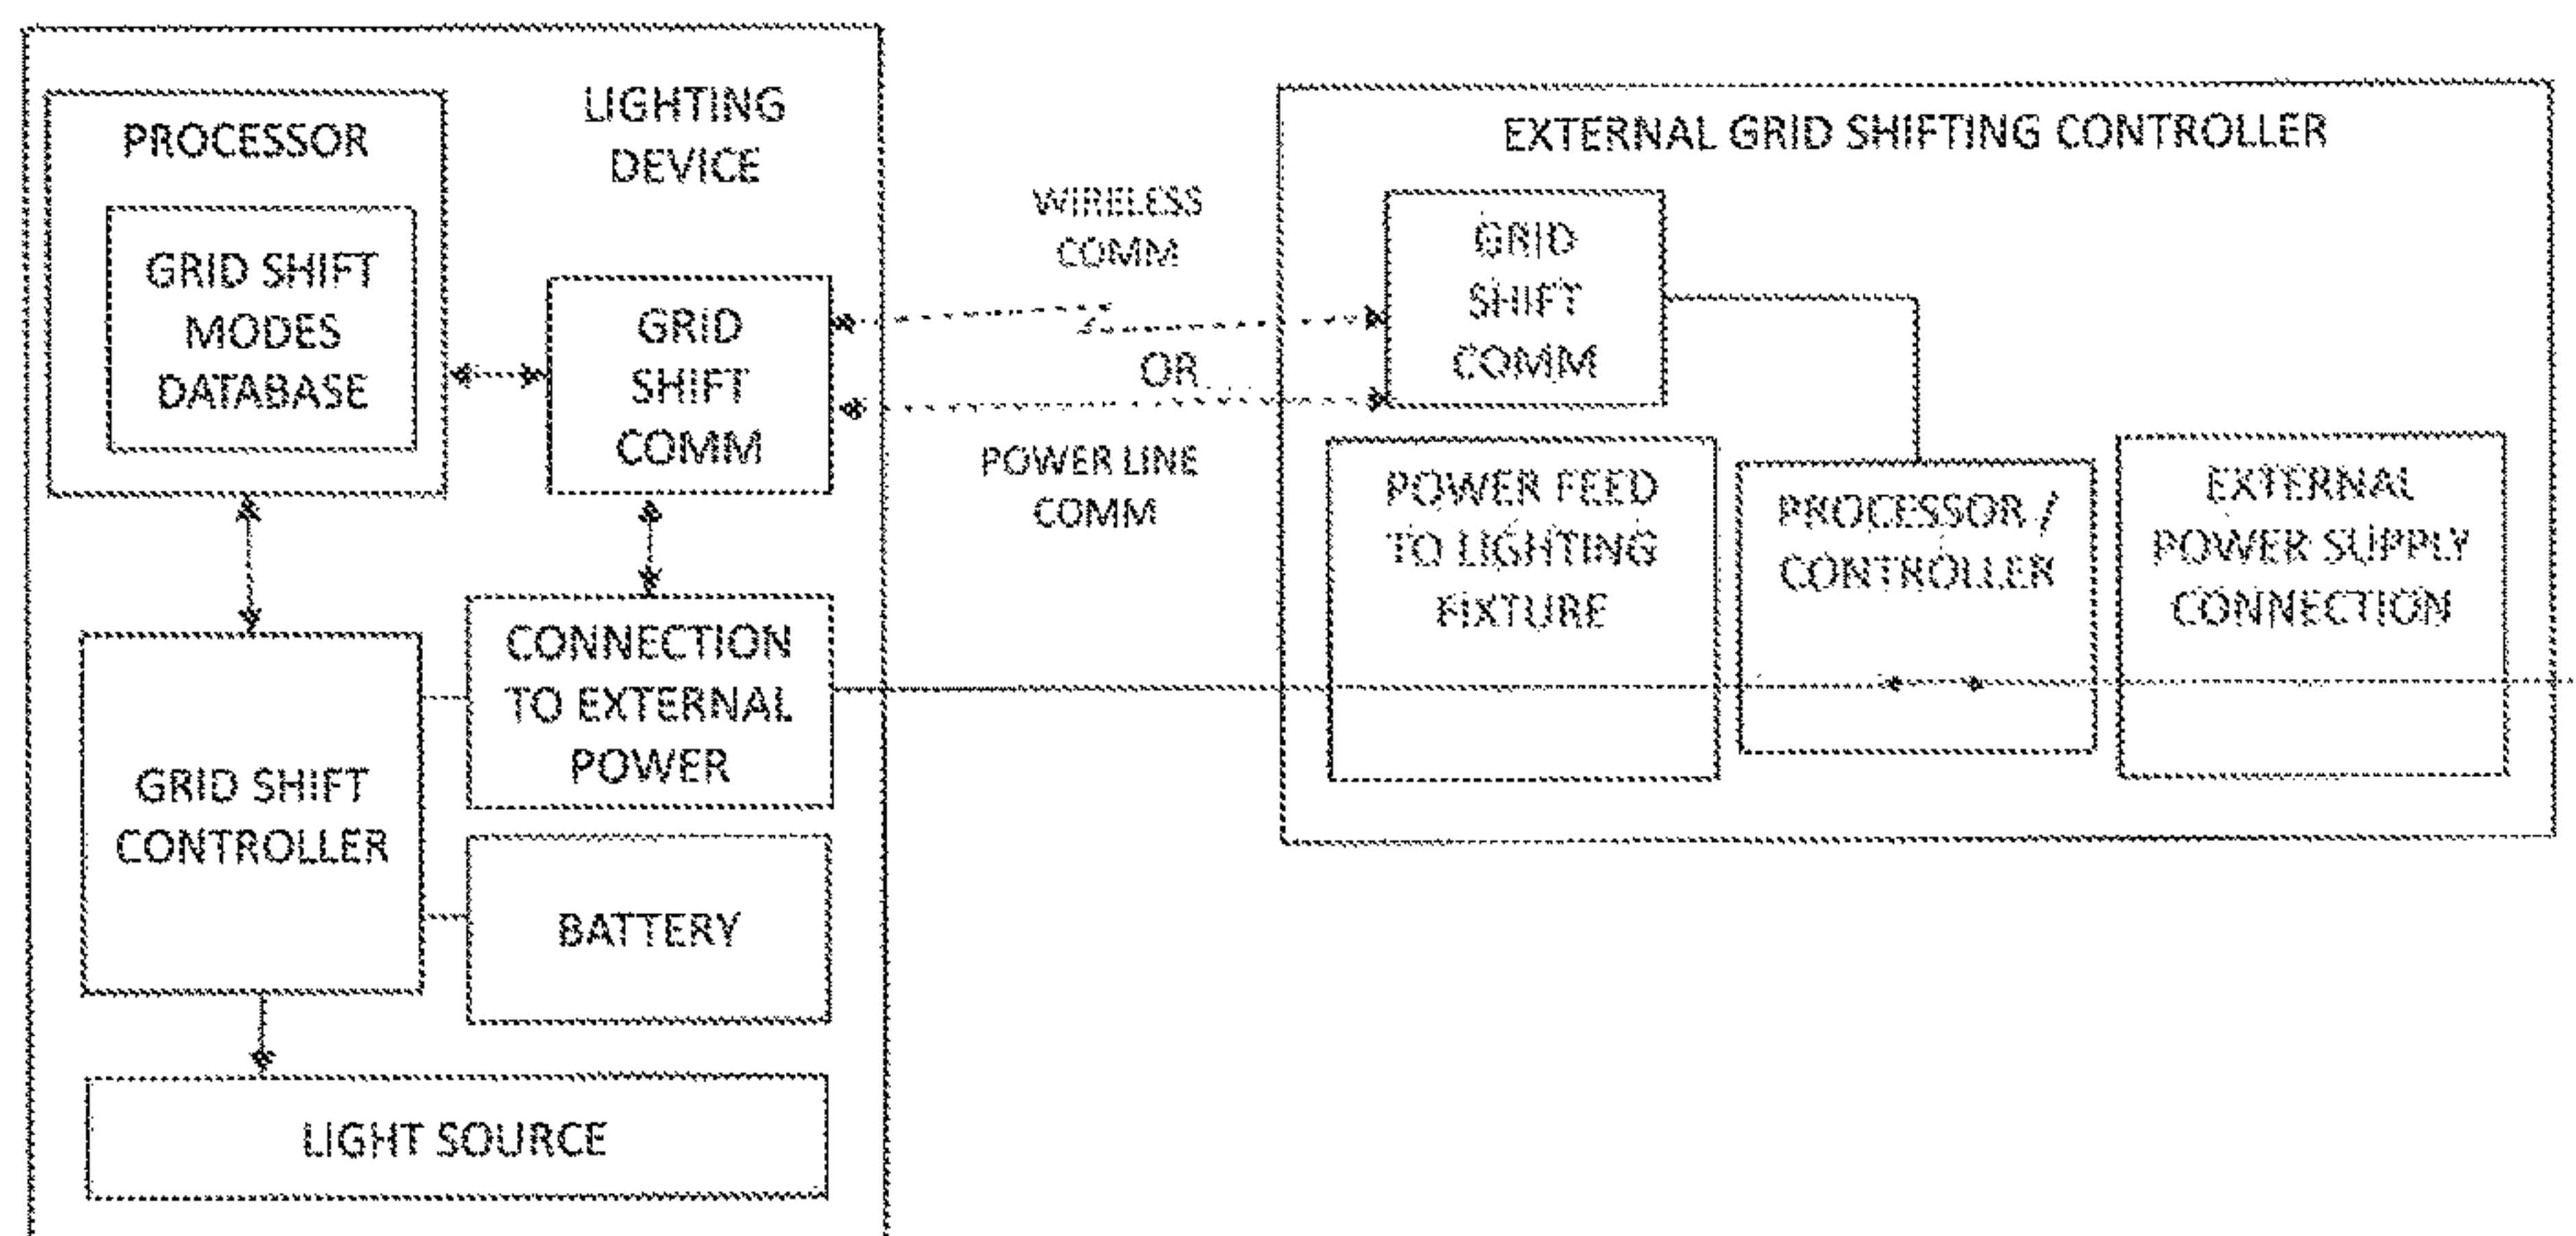 LIGHTING
DEVICE
PROCESSOR
GRID SHIFT
MODES
DATABASE
GRID
SHIFT
COMM
CONNECTION
TO EXTERNAL
POWER
GRID SHIFT
CONTROLLER
BATTERY
LIGHT SOURCE
WIRELESS
COMM
OR
POWER LINE
COMM
EXTERNAL GRID SHIFTING CONTROLLER
GRID
SHIFT
COMM
POWER FEED
TO LIGHTING
FIXTURE
PROCESSOR /
CONTROLLER
EXTERNAL
POWER SUPPLY
CONNECTION